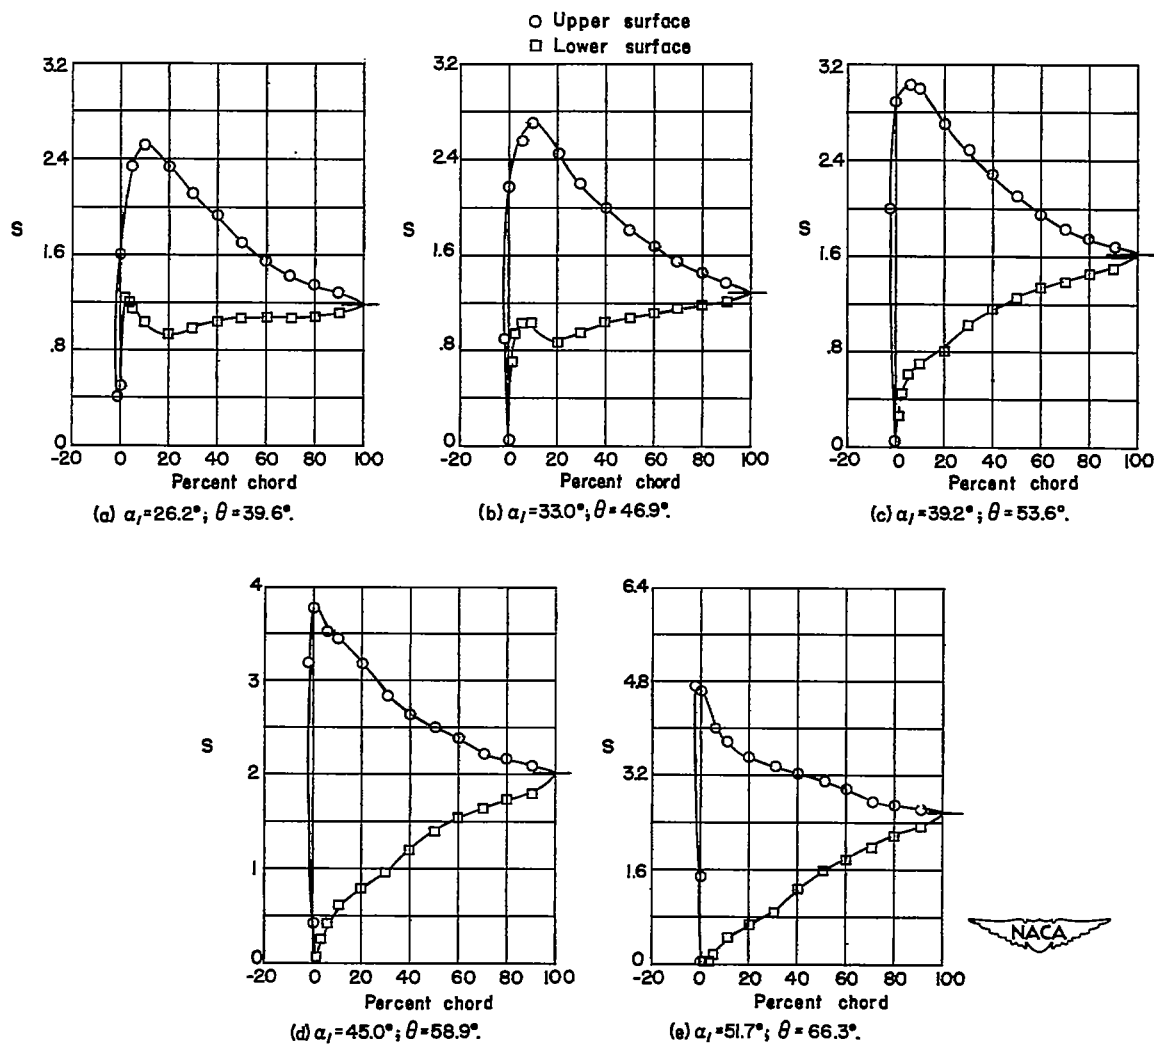 Upper surface
Lower surface
3.2
2.4
S
1.6
.8
0
-20 0 20 40 60 80 100
Percent chord
(a) α₁=26.2°; θ=39.6°.
3.2
2.4
S
1.6
.8
0
-20 0 20 40 60 80 100
Percent chord
(b) α₁=33.0°; θ=46.9°.
3.2
2.4
S
1.6
.8
0
-20 0 20 40 60 80 100
Percent chord
(c) α₁=39.2°; θ=53.6°.
4
3
S
2
1
0
-20 0 20 40 60 80 100
Percent chord
(d) α₁=45.0°; θ=58.9°.
6.4
4.8
S
3.2
1.6
0
-20 0 20 40 60 80 100
Percent chord
(e) α₁=51.7°; θ=66.3°.
NACA